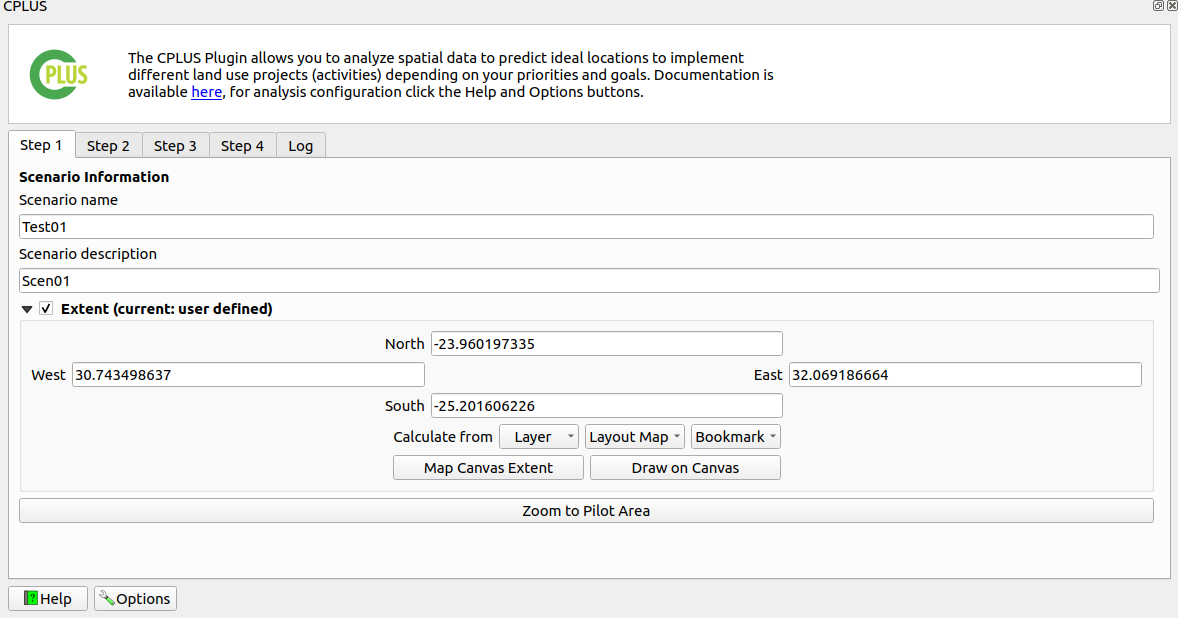 CPLUS
PLUS
The CPLUS Plugin allows you to analyze spatial data to predict ideal locations to implement
different land use projects (activities) depending on your priorities and goals. Documentation is
available here, for analysis configuration click the Help and Options buttons.
Step 1 Step 2 Step 3 Step 4 Log
Scenario Information
Scenario name
Test01
Scenario description
Scen01
Extent (current: user defined)
North -23.960197335
West 30.743498637 East 32.069186664
South -25.201606226
Calculate from Layer Layout Map Bookmark
Map Canvas Extent Draw on Canvas
Zoom to Pilot Area
? Help Options